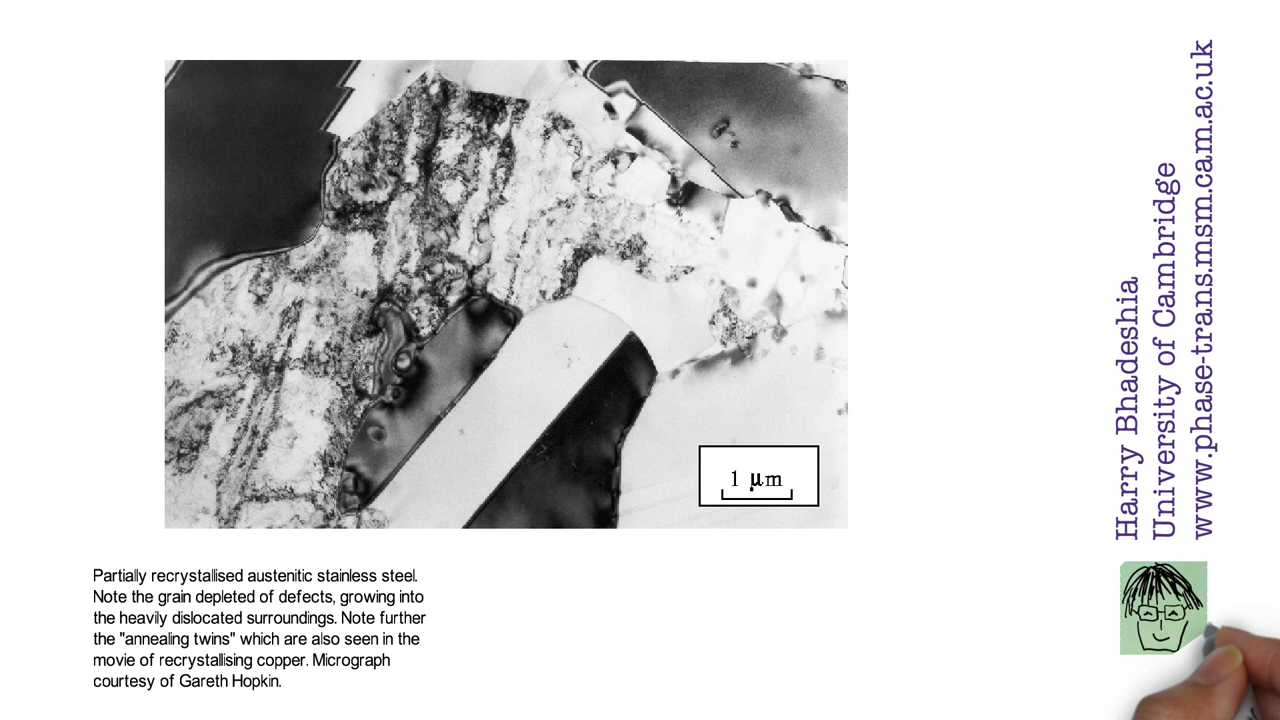 1 µm
Partially recrystallised austenitic stainless steel.
Note the grain depleted of defects, growing into
the heavily dislocated surroundings. Note further
the "annealing twins" which are also seen in the
movie of recrystallising copper. Micrograph
courtesy of Gareth Hopkin.
Harry Bhadeshia
University of Cambridge
www.phase-trans.msm.cam.ac.uk